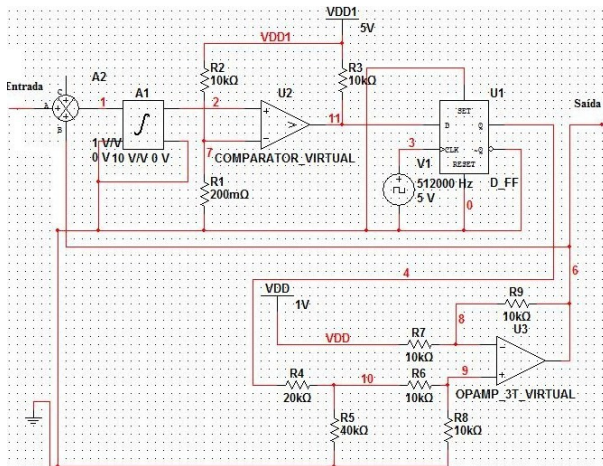 VDD1
5V
VDD1
R2
10kΩ
R3
10kΩ
U1
Entrada
A2
C
A
B
1
A1
∫
2
U2
11
SET
D
Q
Saída
1 V/V
0 V 10 V/V 0 V
7
COMPARATOR_VIRTUAL
3
CLK
~Q
RESET
D_FF
V1
512000 Hz
5 V
R1
200mΩ
0
4
6
VDD
1V
R9
10kΩ
8
U3
VDD
R7
10kΩ
R4
20kΩ
10
R6
10kΩ
9
OPAMP_3T_VIRTUAL
R5
40kΩ
R8
10kΩ